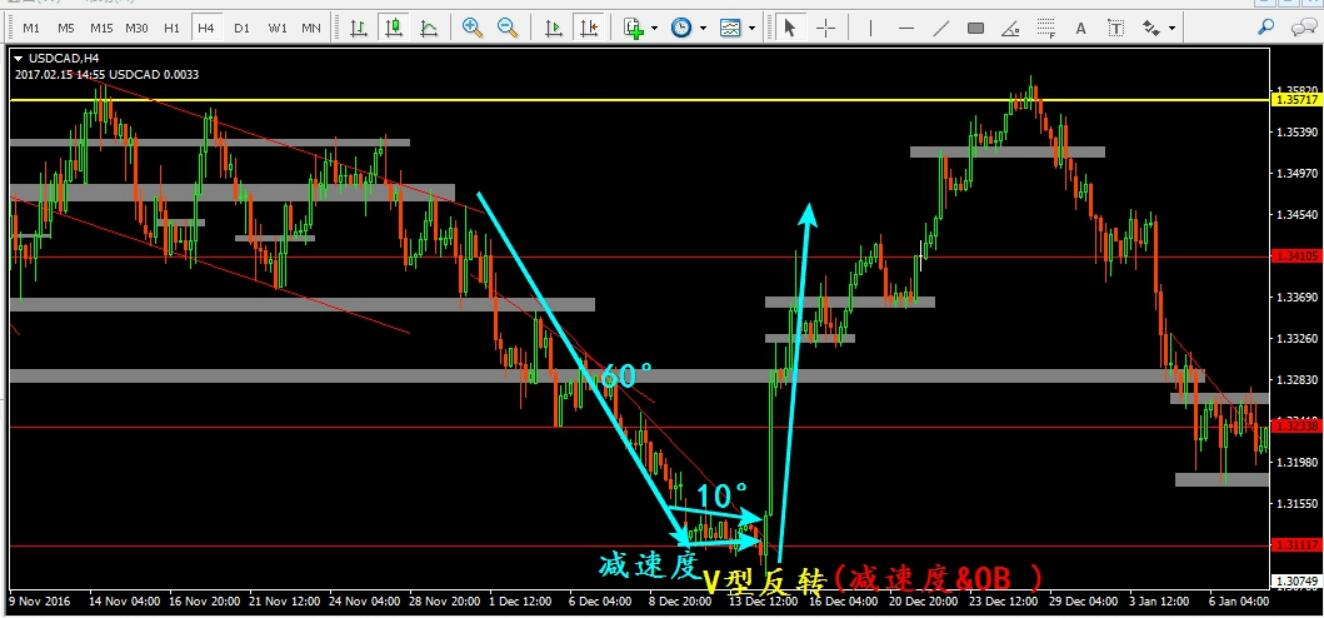 M1 M5 M15 M30 H1 H4 D1 W1 MN
F A T
USDCAD,H4
2017.02.15 14:55 USDCAD 0.0033
1.35820
1.35717
1.35390
1.34970
1.34540
1.34105
1.33690
1.33260
60°
1.32830
1.32338
1.31980
10°
1.31550
1.31117
减速度
V型反转(减速度&OB )
1.30749
9 Nov 2016 14 Nov 04:00 16 Nov 20:00 21 Nov 12:00 24 Nov 04:00 28 Nov 20:00 1 Dec 12:00 6 Dec 04:00 8 Dec 20:00 13 Dec 12:00 16 Dec 04:00 20 Dec 20:00 23 Dec 12:00 29 Dec 04:00 3 Jan 12:00 6 Jan 04:00